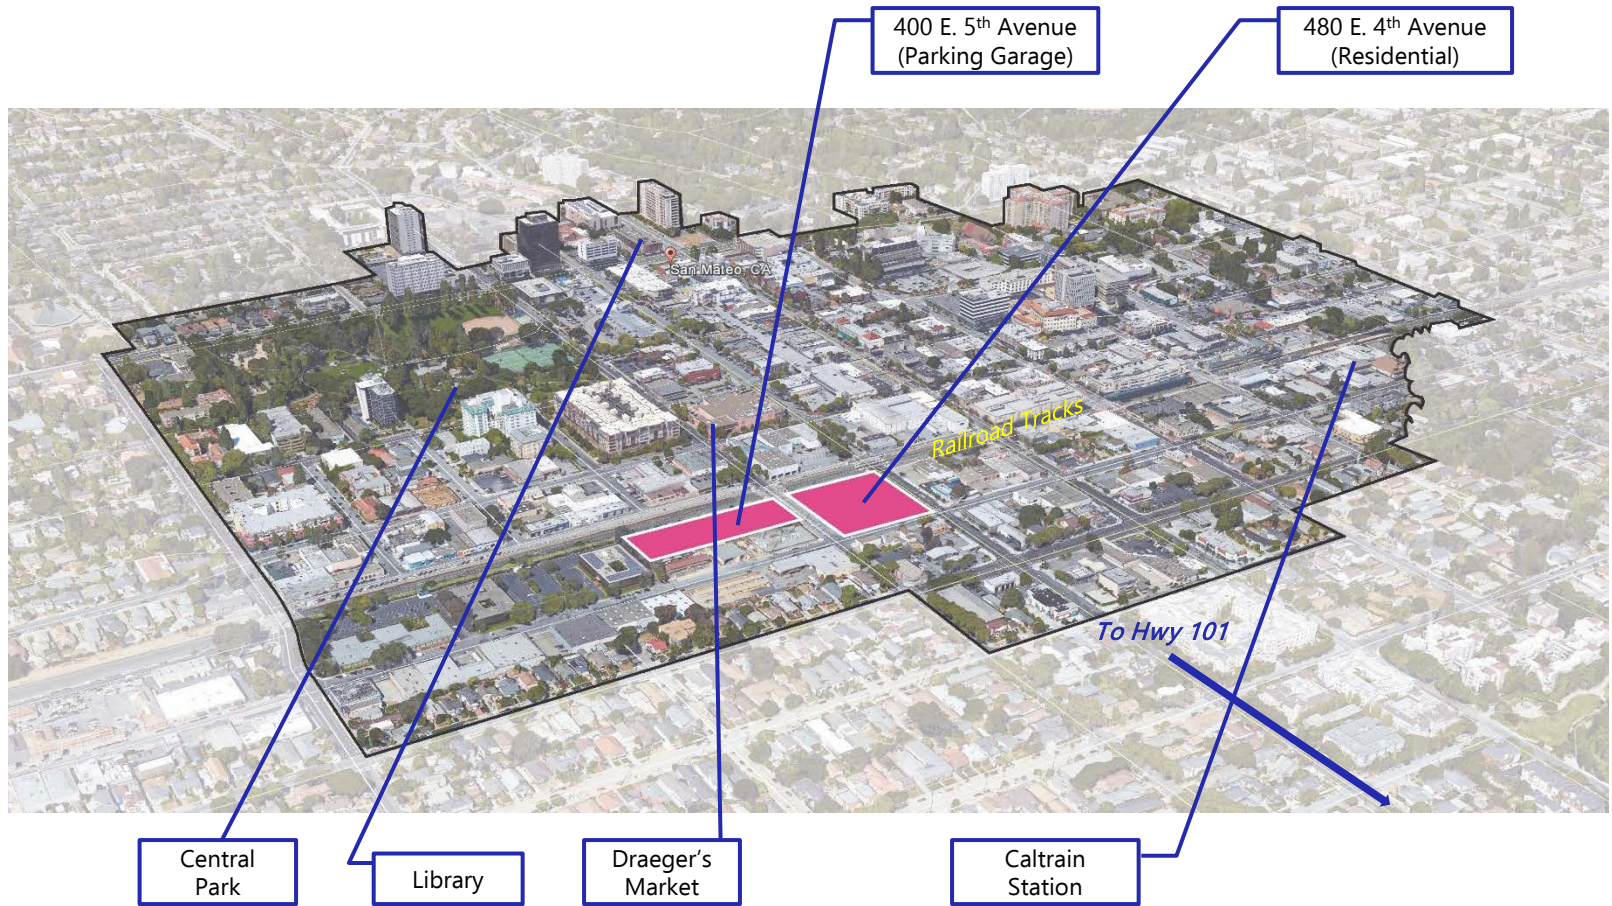 400 E. 5th Avenue
(Parking Garage)
480 E. 4th Avenue
(Residential)
San Mateo, CA
Railroad Tracks
To Hwy 101
Central
Park
Library
Draeger’s
Market
Caltrain
Station